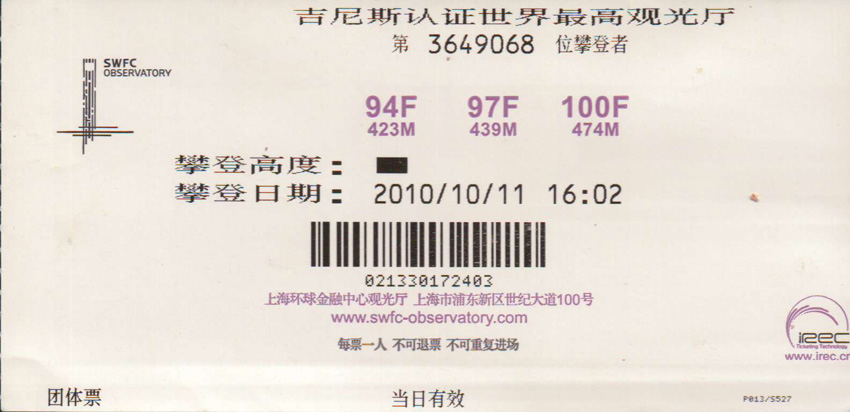 吉尼斯认证世界最高观光厅
第 3649068 位攀登者
SWFC
OBSERVATORY
94F 97F 100F
423M 439M 474M
攀登高度：
攀登日期：2010/10/11 16:02
021330172403
上海环球金融中心观光厅 上海市浦东新区世纪大道100号
www.swfc-observatory.com
每票一人 不可退票 不可重复进场
irec
Ticketing Technology
www.irec.cn
团体票 当日有效 P013/S527